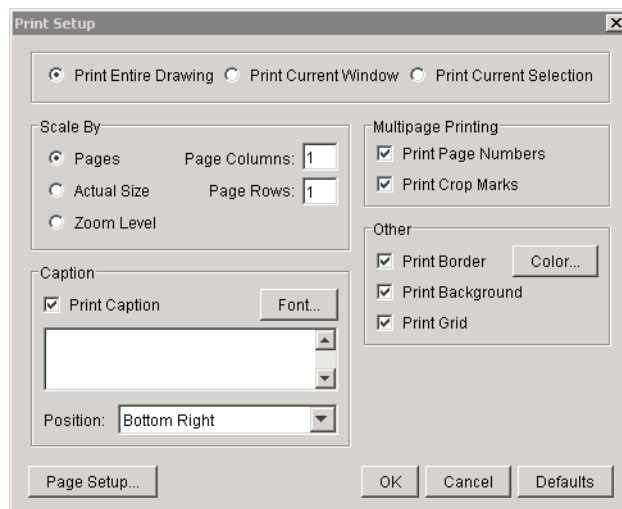 Print Setup
Print Entire Drawing Print Current Window Print Current Selection
Scale By
Pages Page Columns: 1
Actual Size Page Rows: 1
Zoom Level
Multipage Printing
Print Page Numbers
Print Crop Marks
Other
Print Border Color...
Print Background
Print Grid
Caption
Print Caption Font...
Position: Bottom Right
Page Setup... OK Cancel Defaults